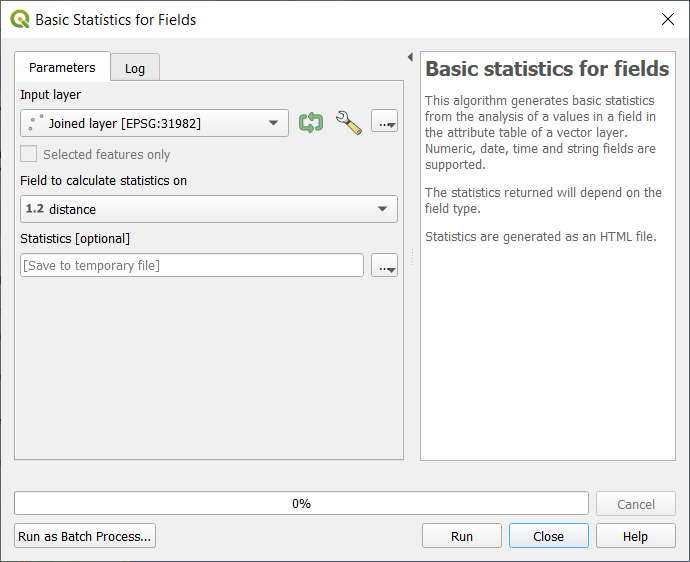 Basic Statistics for Fields
Parameters
Log
Input layer
Joined layer [EPSG:31982]
...
Selected features only
Field to calculate statistics on
1.2 distance
Statistics [optional]
[Save to temporary file]
...
Basic statistics for fields
This algorithm generates basic statistics
from the analysis of a values in a field in
the attribute table of a vector layer.
Numeric, date, time and string fields are
supported.
The statistics returned will depend on the
field type.
Statistics are generated as an HTML file.
0%
Cancel
Run as Batch Process...
Run
Close
Help